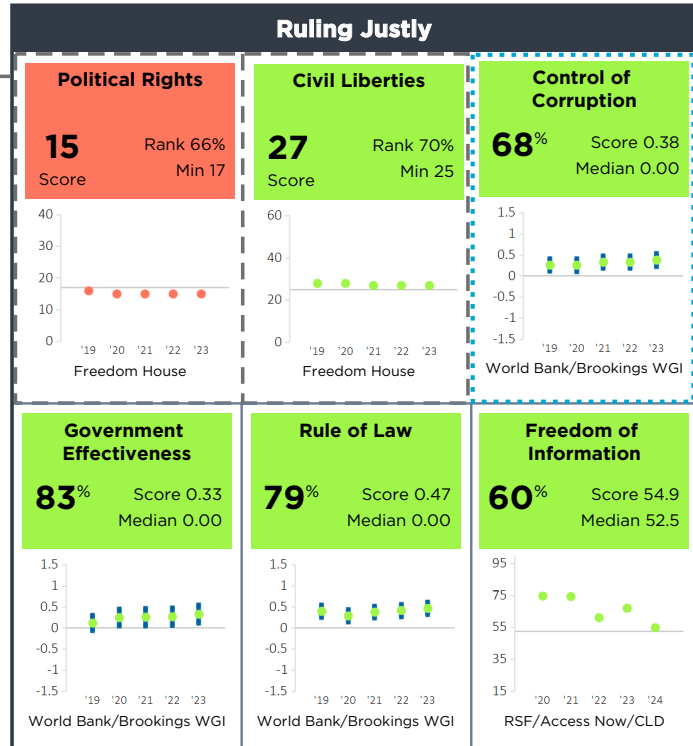 Ruling Justly
Political Rights
15
Score
Rank 66%
Min 17
40
30
20
10
0
'19 '20 '21 '22 '23
Freedom House
Civil Liberties
27
Score
Rank 70%
Min 25
60
40
20
0
'19 '20 '21 '22 '23
Freedom House
Control of
Corruption
68%
Score 0.38
Median 0.00
1.5
1
0.5
0
-0.5
-1
-1.5
'19 '20 '21 '22 '23
World Bank/Brookings WGI
Government
Effectiveness
83%
Score 0.33
Median 0.00
1.5
1
0.5
0
-0.5
-1
-1.5
'19 '20 '21 '22 '23
World Bank/Brookings WGI
Rule of Law
79%
Score 0.47
Median 0.00
1.5
1
0.5
0
-0.5
-1
-1.5
'19 '20 '21 '22 '23
World Bank/Brookings WGI
Freedom of
Information
60%
Score 54.9
Median 52.5
95
75
55
35
15
'20 '21 '22 '23 '24
RSF/Access Now/CLD